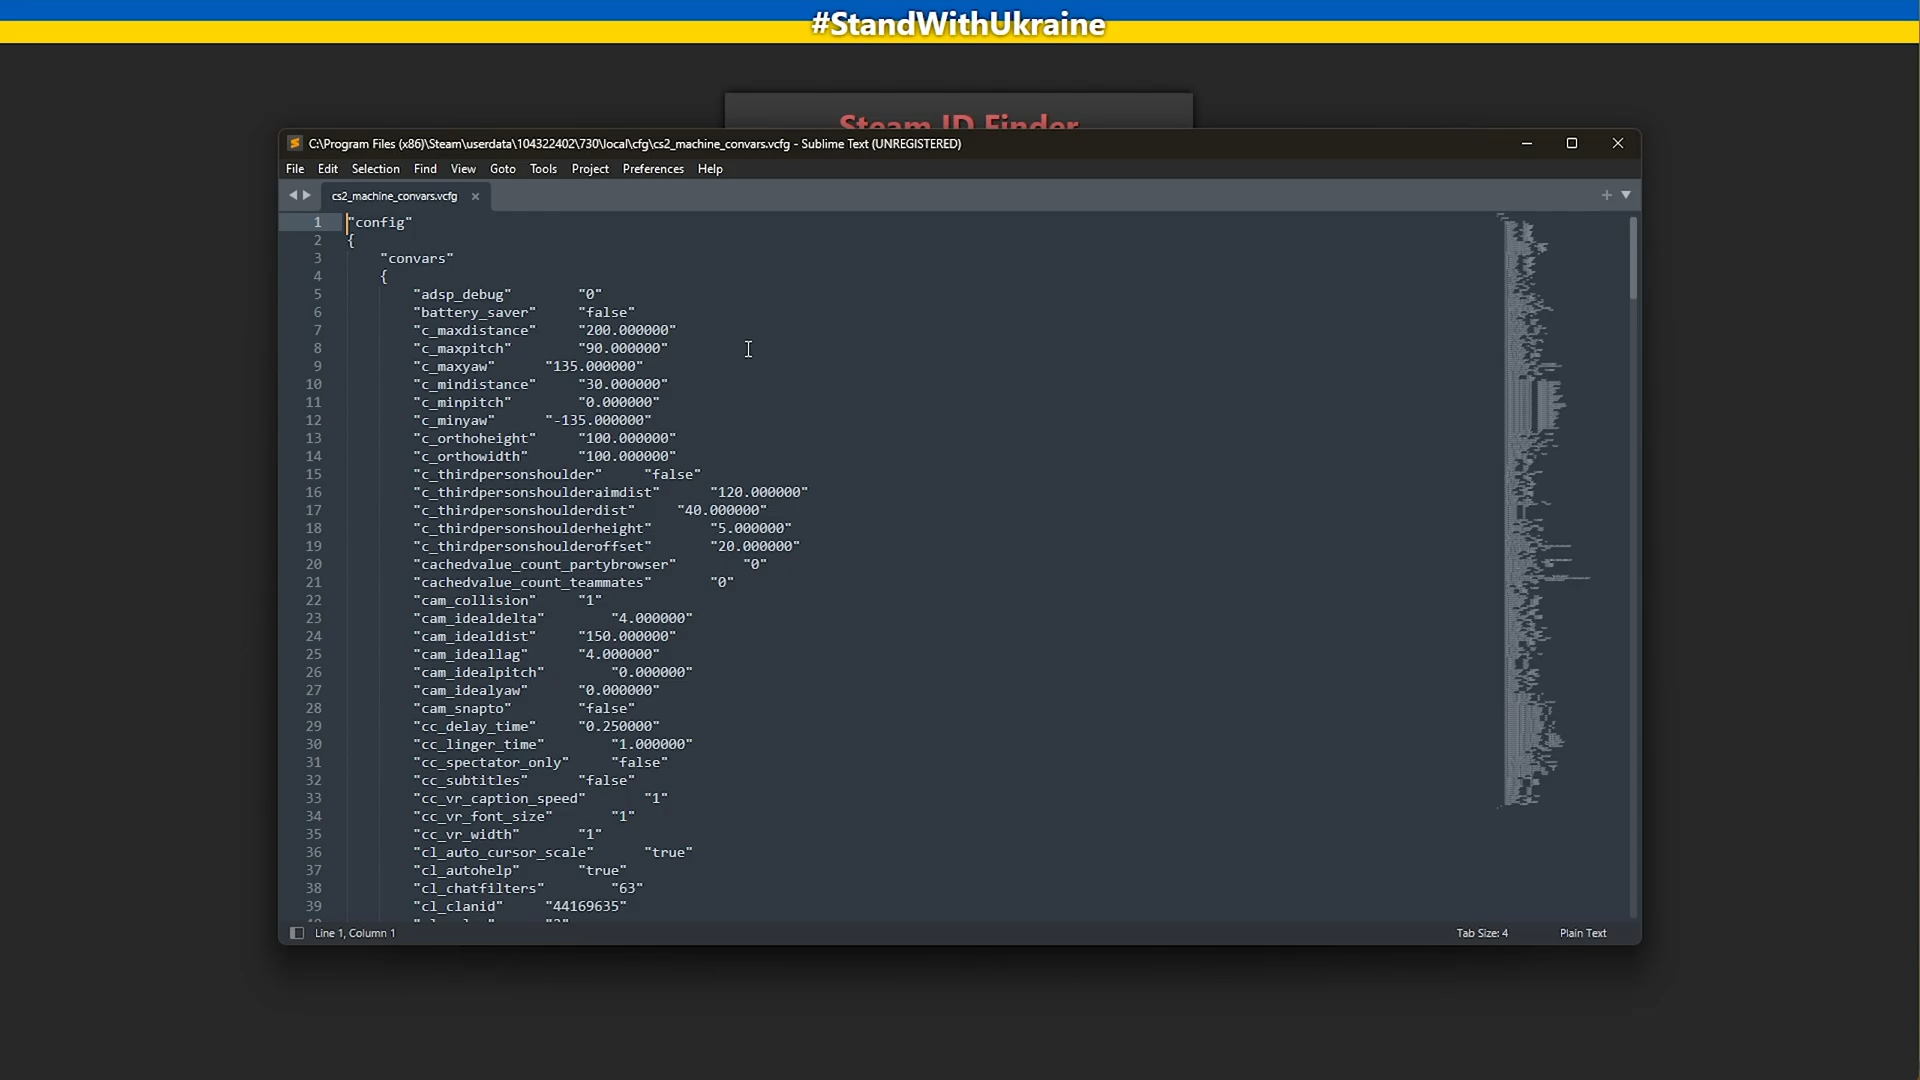 #StandWithUkraine
Steam ID Finder
C:\Program Files (x86)\Steam\userdata\104322402\730\local\cfg\cs2_machine_convars.vcfg - Sublime Text (UNREGISTERED)
File Edit Selection Find View Goto Tools Project Preferences Help
cs2_machine_convars.vcfg
1 "config"
2 {
3 "convars"
4 {
5 "adsp_debug" "0"
6 "battery_saver" "false"
7 "c_maxdistance" "200.000000"
8 "c_maxpitch" "90.000000"
9 "c_maxyaw" "135.000000"
10 "c_mindistance" "30.000000"
11 "c_minpitch" "0.000000"
12 "c_minyaw" "-135.000000"
13 "c_orthoheight" "100.000000"
14 "c_orthowidth" "100.000000"
15 "c_thirdpersonshoulder" "false"
16 "c_thirdpersonshoulderaimdist" "120.000000"
17 "c_thirdpersonshoulderdist" "40.000000"
18 "c_thirdpersonshoulderheight" "5.000000"
19 "c_thirdpersonshoulderoffset" "20.000000"
20 "cachedvalue_count_partybrowser" "0"
21 "cachedvalue_count_teammates" "0"
22 "cam_collision" "1"
23 "cam_idealdelta" "4.000000"
24 "cam_idealdist" "150.000000"
25 "cam_ideallag" "4.000000"
26 "cam_idealpitch" "0.000000"
27 "cam_idealyaw" "0.000000"
28 "cam_snapto" "false"
29 "cc_delay_time" "0.250000"
30 "cc_linger_time" "1.000000"
31 "cc_spectator_only" "false"
32 "cc_subtitles" "false"
33 "cc_vr_caption_speed" "1"
34 "cc_vr_font_size" "1"
35 "cc_vr_width" "1"
36 "cl_auto_cursor_scale" "true"
37 "cl_autohelp" "true"
38 "cl_chatfilters" "63"
39 "cl_clanid" "44169635"
Line 1, Column 1
Tab Size: 4
Plain Text